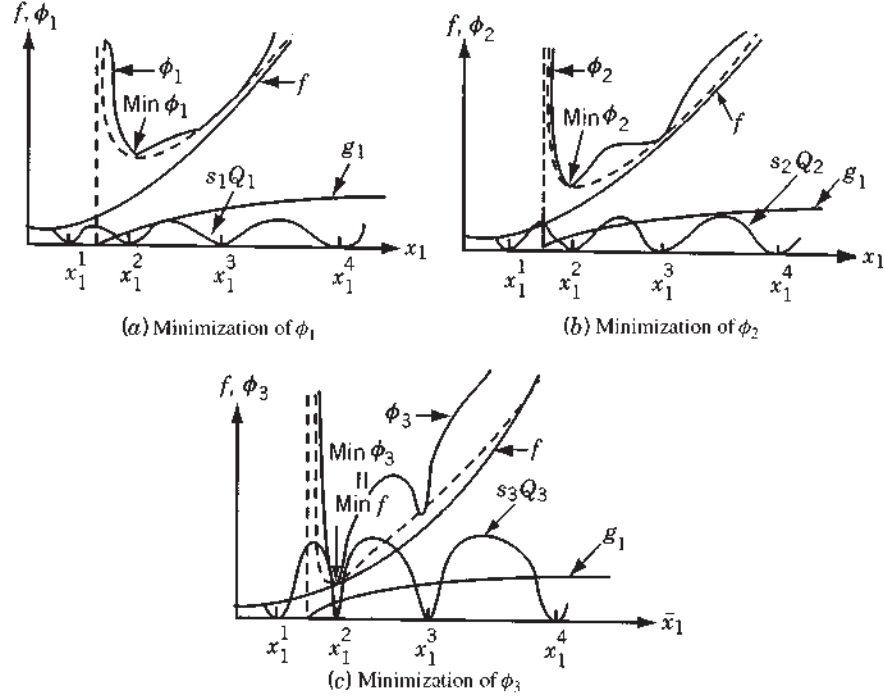 f, ϕ₁
ϕ₁
f
Min ϕ₁
g₁
s₁Q₁
x₁
x₁¹ x₁² x₁³ x₁⁴
(a) Minimization of ϕ₁
f, ϕ₂
ϕ₂
Min ϕ₂
f
s₂Q₂
g₁
x₁
x₁¹ x₁² x₁³ x₁⁴
(b) Minimization of ϕ₂
f, ϕ₃
ϕ₃
Min ϕ₃
=
Min f
f
s₃Q₃
g₁
x̄₁
x₁¹ x₁² x₁³ x₁⁴
(c) Minimization of ϕ₃